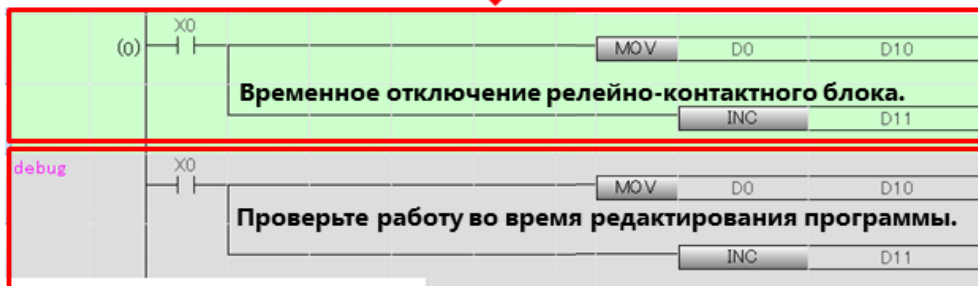 X0
(0) MOV D0 D10
Временное отключение релейно-контактного блока.
INC D11
debug X0
MOV D0 D10
Проверьте работу во время редактирования программы.
INC D11